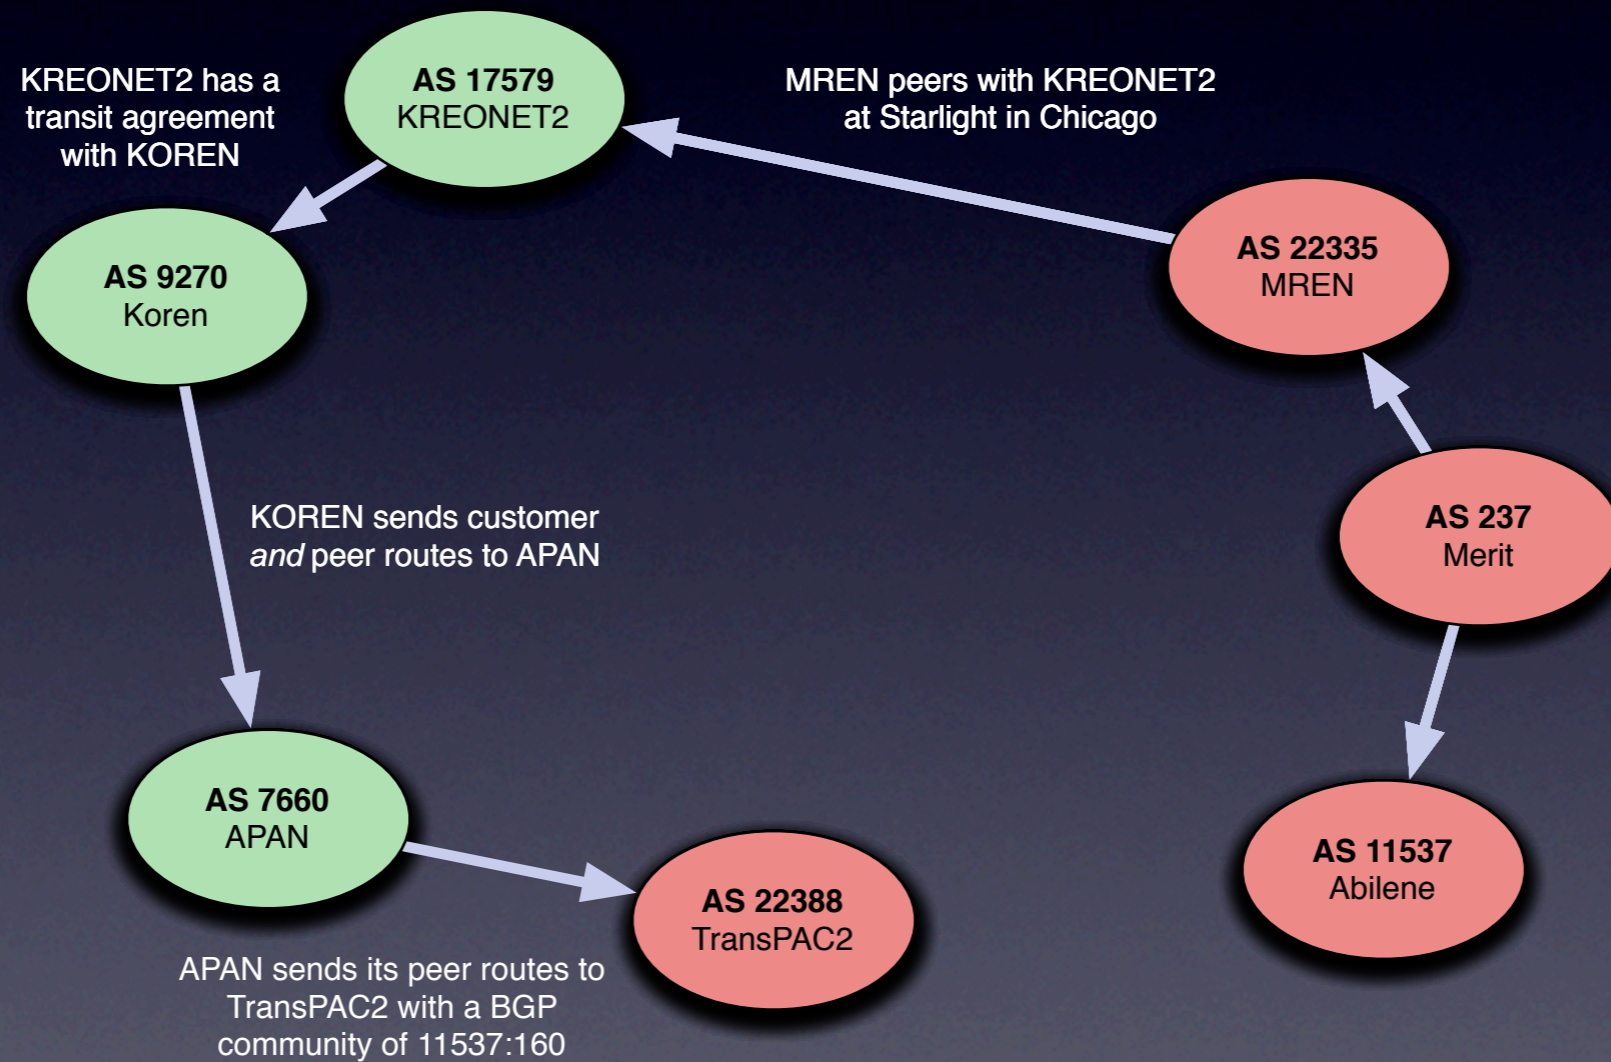 KREONET2 has a
transit agreement
with KOREN
AS 17579
KREONET2
MREN peers with KREONET2
at Starlight in Chicago
AS 9270
Koren
AS 22335
MREN
KOREN sends customer
and peer routes to APAN
AS 237
Merit
AS 7660
APAN
AS 22388
TransPAC2
AS 11537
Abilene
APAN sends its peer routes to
TransPAC2 with a BGP
community of 11537:160